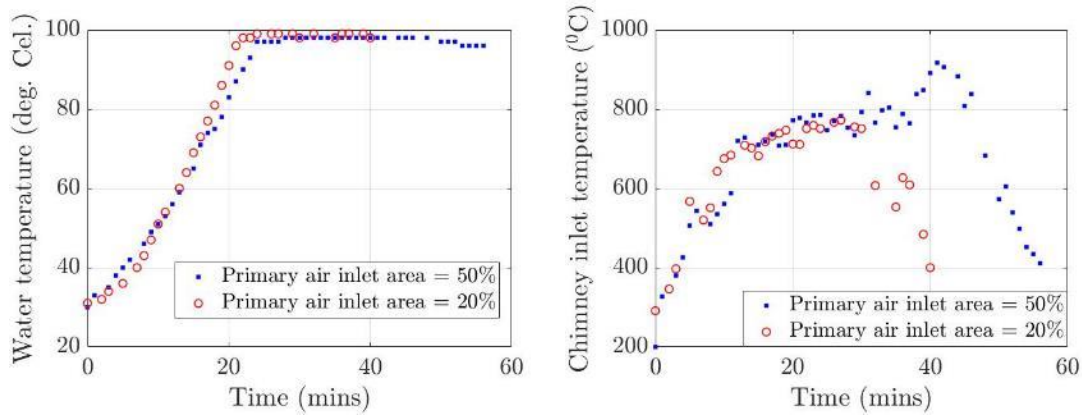 Water temperature (deg. Cel.)
100
80
60
40
20
0
20
40
60
Time (mins)
Primary air inlet area = 50%
Primary air inlet area = 20%
Chimney inlet temperature (⁰C)
1000
800
600
400
200
0
20
40
60
Time (mins)
Primary air inlet area = 50%
Primary air inlet area = 20%